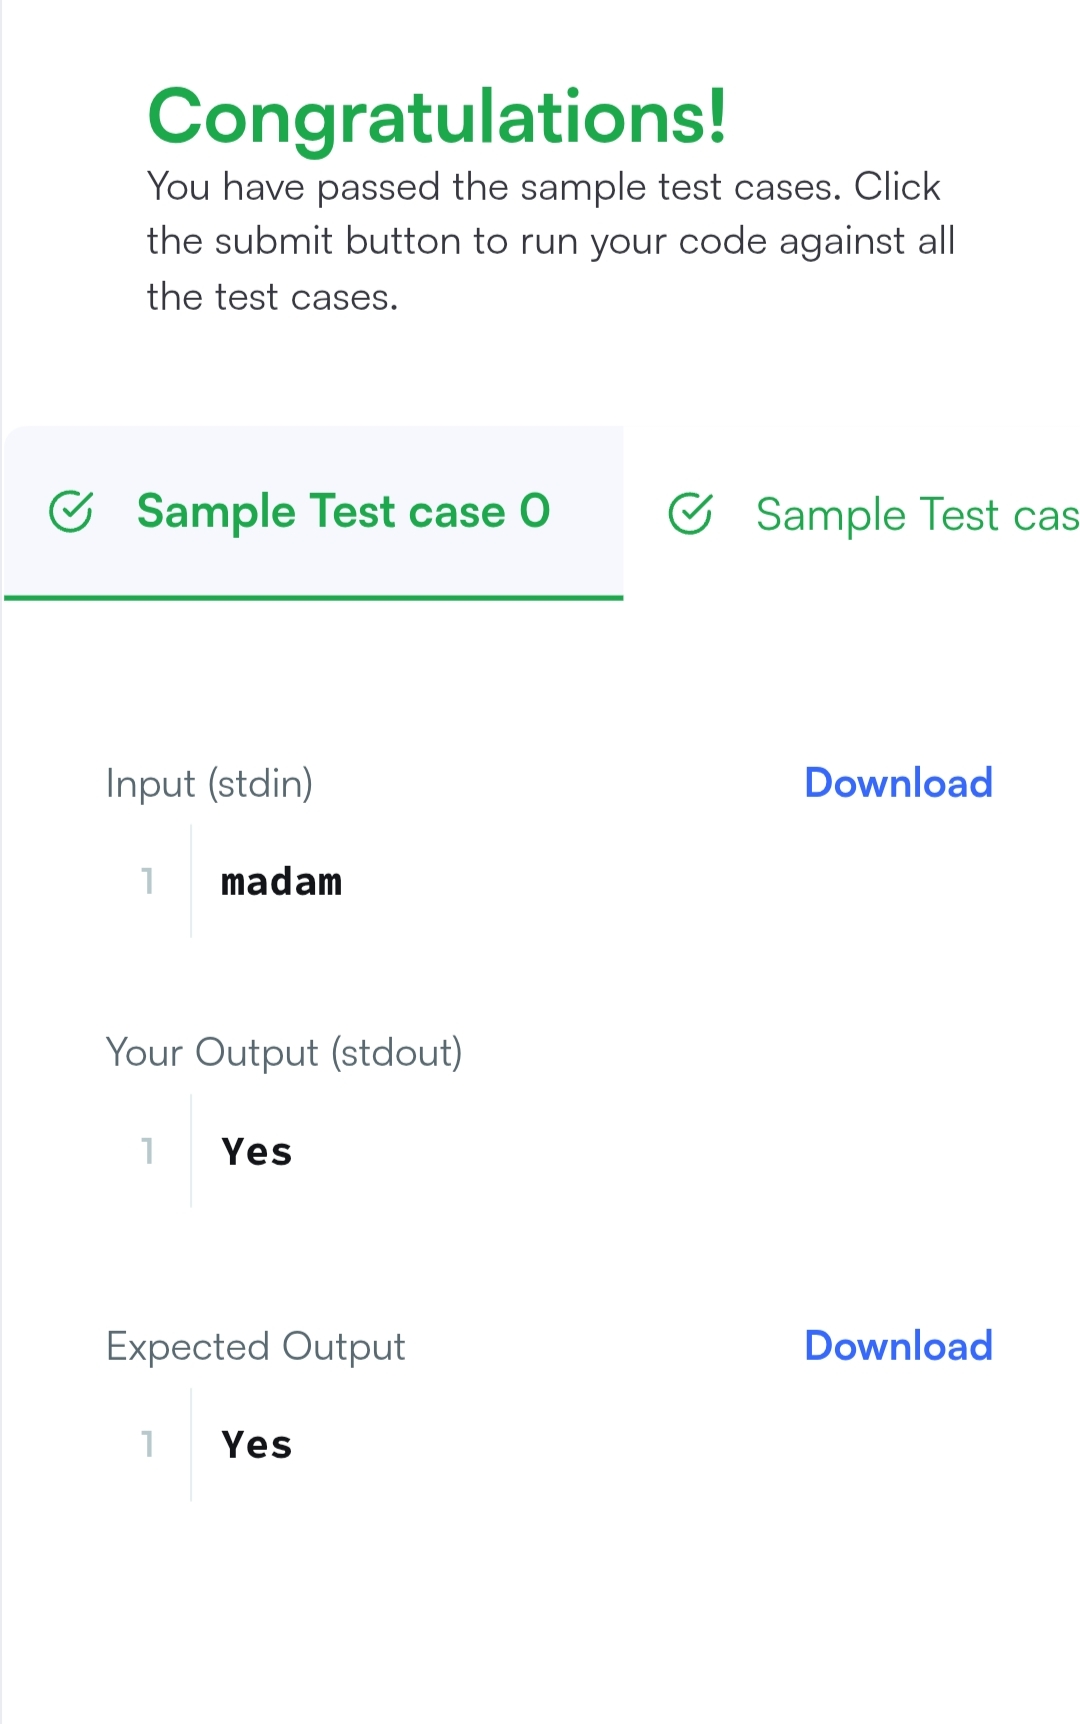 Congratulations!
You have passed the sample test cases. Click
the submit button to run your code against all
the test cases.
Sample Test case 0
Sample Test cas
Input (stdin)
Download
1
madam
Your Output (stdout)
1
Yes
Expected Output
Download
1
Yes